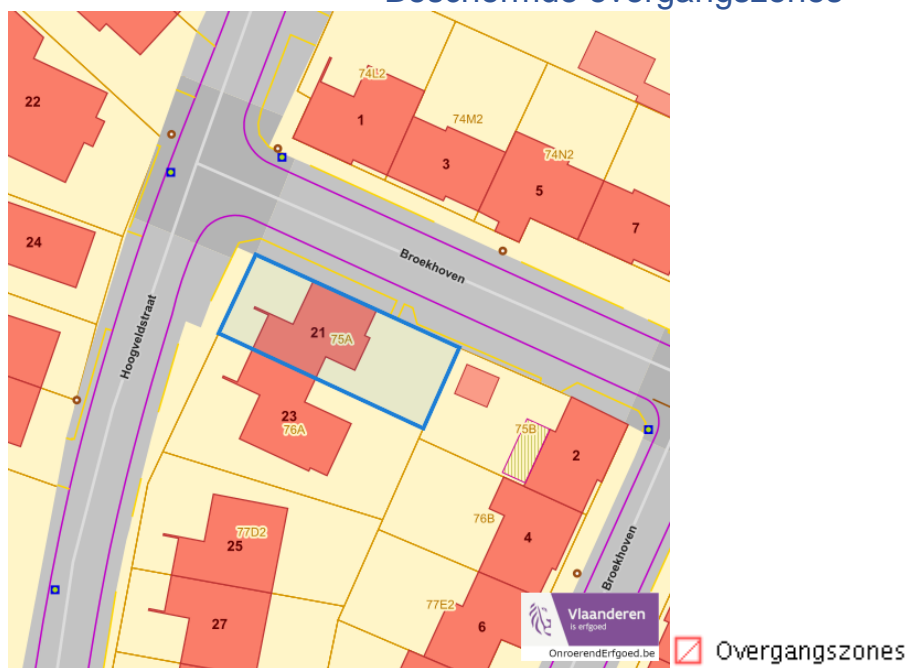 Beschermde overgangszones
22
74L2
1
74M2
3
74N2
5
7
24
Broekhoven
Hoogveldstraat
21
75A
23
76A
75B
2
76B
4
77D2
25
77E2
6
27
Broekhoven
Vlaanderen
is erfgoed
OnroerendErfgoed.be
Overgangszones